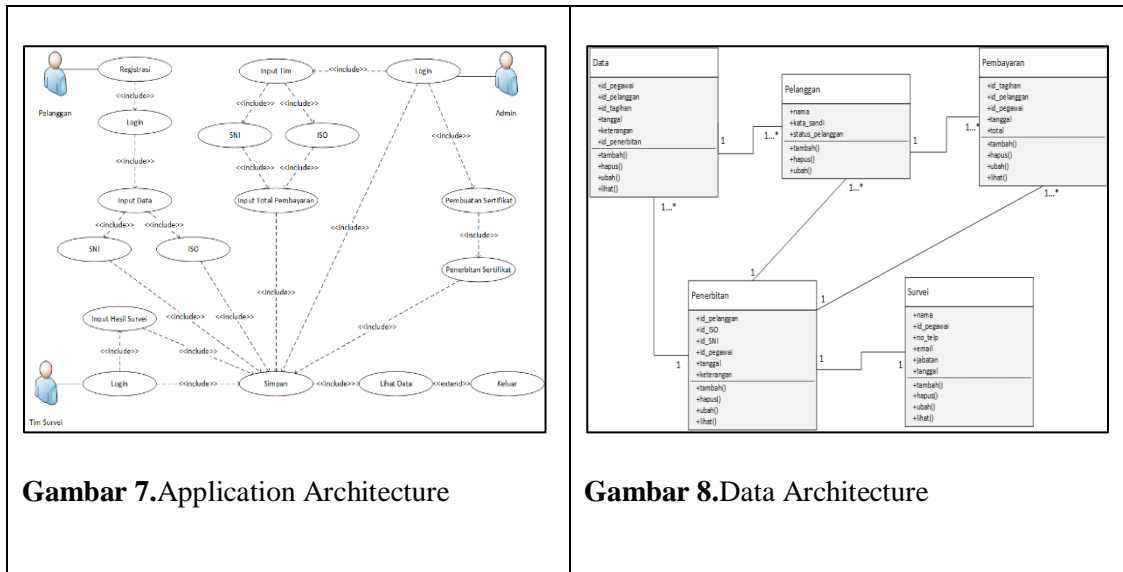 Registrasi
Input Tim
<<include>>
Login
Pelanggan
Admin
<<include>>
<<include>>
<<include>>
<<include>>
Login
SNI
ISO
<<include>>
<<include>>
<<include>>
<<include>>
Input Data
Input Total Pembayaran
Pembuatan Sertifikat
<<include>>
<<include>>
<<include>>
<<include>>
SNI
ISO
Penerbitan Sertifikat
<<include>>
Input Hasil Survei
<<include>>
<<include>>
<<include>>
<<include>>
<<include>>
Login
<<include>>
Simpan
<<include>>
Lihat Data
<<extend>>
Keluar
Tim Survei
Gambar 7.Application Architecture
Data
+id_pegawai
+id_pelanggan
+id_tagihan
+tanggal
+keterangan
+id_penerbitan
+tambah()
+hapus()
+ubah()
+lihat()
1
1...*
1...*
1
Pelanggan
+nama
+kata_sandi
+status_pelanggan
+tambah()
+hapus()
+ubah()
1
1...*
1...*
1
Pembayaran
+id_tagihan
+id_pelanggan
+id_pegawai
+tanggal
+total
+tambah()
+hapus()
+ubah()
+lihat()
1...*
1
Penerbitan
+id_pelanggan
+id_ISO
+id_SNI
+id_pegawai
+tanggal
+keterangan
+tambah()
+hapus()
+ubah()
+lihat()
1
1
Survei
+nama
+id_pegawai
+no_telp
+email
+jabatan
+tanggal
+tambah()
+hapus()
+ubah()
+lihat()
Gambar 8.Data Architecture